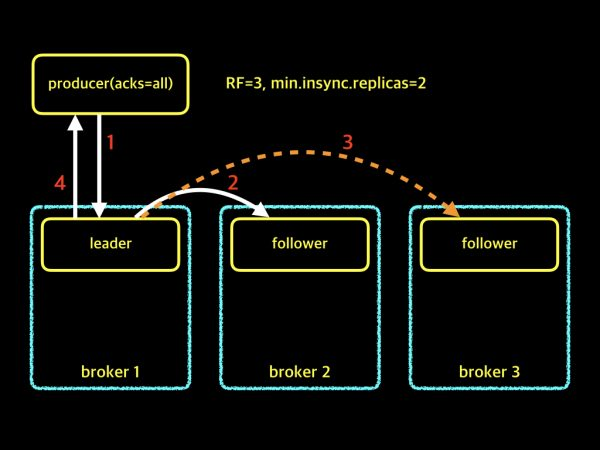 producer(acks=all)
RF=3, min.insync.replicas=2
1
3
4
2
leader
follower
follower
broker 1
broker 2
broker 3